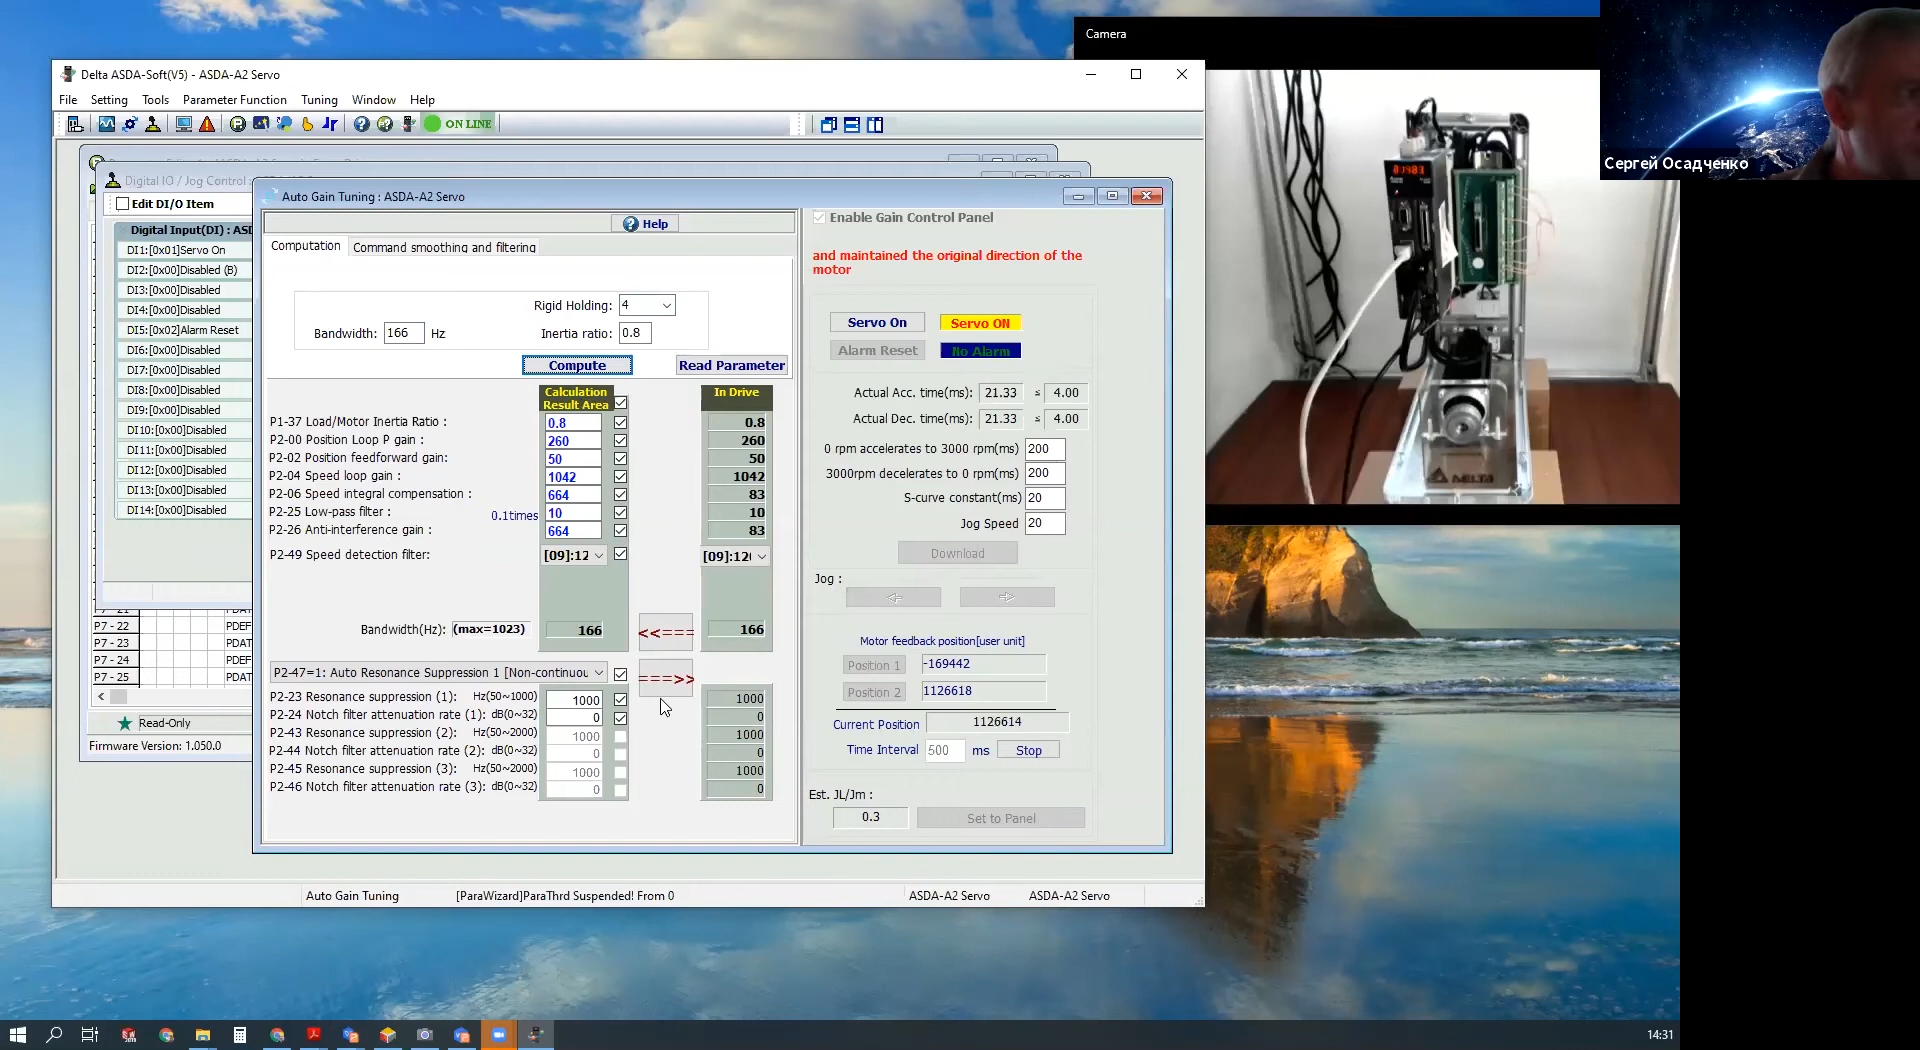 Camera
Сергей Осадченко
Delta ASDA-Soft(V5) - ASDA-A2 Servo
File Setting Tools Parameter Function Tuning Window Help
ON LINE
Digital IO / Jog Control :
Edit DI/O Item
Digital Input(DI) : ASD
DI1:[0x01]Servo On
DI2:[0x00]Disabled (B)
DI3:[0x00]Disabled
DI4:[0x00]Disabled
DI5:[0x02]Alarm Reset
DI6:[0x00]Disabled
DI7:[0x00]Disabled
DI8:[0x00]Disabled
DI9:[0x00]Disabled
DI10:[0x00]Disabled
DI11:[0x00]Disabled
DI12:[0x00]Disabled
DI13:[0x00]Disabled
DI14:[0x00]Disabled
P7 - 21 PDAT
P7 - 22 PDEF
P7 - 23 PDAT
P7 - 24 PDEF
P7 - 25 PDAT
Read-Only
Firmware Version: 1.050.0
Auto Gain Tuning : ASDA-A2 Servo
Help
Computation Command smoothing and filtering
Rigid Holding: 4
Bandwidth: 166 Hz Inertia ratio: 0.8
Compute Read Parameter
Calculation Result Area In Drive
P1-37 Load/Motor Inertia Ratio : 0.8 0.8
P2-00 Position Loop P gain : 260 260
P2-02 Position feedforward gain: 50 50
P2-04 Speed loop gain : 1042 1042
P2-06 Speed integral compensation : 664 83
P2-25 Low-pass filter : 0.1times 10 10
P2-26 Anti-interference gain : 664 83
P2-49 Speed detection filter: [09]:12 [09]:12
Bandwidth(Hz): (max=1023) 166 166
<<===
===>>
P2-47=1: Auto Resonance Suppression 1 [Non-continuou
P2-23 Resonance suppression (1): Hz(50~1000) 1000 1000
P2-24 Notch filter attenuation rate (1): dB(0~32) 0 0
P2-43 Resonance suppression (2): Hz(50~2000) 1000 1000
P2-44 Notch filter attenuation rate (2): dB(0~32) 0 0
P2-45 Resonance suppression (3): Hz(50~2000) 1000 1000
P2-46 Notch filter attenuation rate (3): dB(0~32) 0 0
Enable Gain Control Panel
and maintained the original direction of the
motor
Servo On Servo ON
Alarm Reset No Alarm
Actual Acc. time(ms): 21.33 ≤ 4.00
Actual Dec. time(ms): 21.33 ≤ 4.00
0 rpm accelerates to 3000 rpm(ms) 200
3000rpm decelerates to 0 rpm(ms) 200
S-curve constant(ms) 20
Jog Speed 20
Download
Jog :
Motor feedback position[user unit]
Position 1 -169442
Position 2 1126618
Current Position 1126614
Time Interval 500 ms Stop
Est. JL/Jm :
0.3 Set to Panel
Auto Gain Tuning [ParaWizard]ParaThrd Suspended! From 0 ASDA-A2 Servo ASDA-A2 Servo
DELTA
14:31